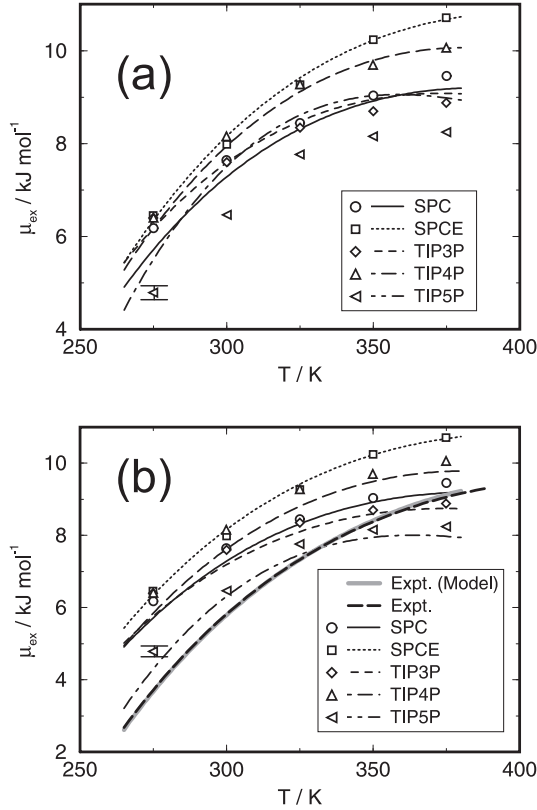 (a)
10
8
6
4
μex / kJ mol-1
250
300
350
400
T / K
SPC
SPCE
TIP3P
TIP4P
TIP5P
(b)
10
8
6
4
2
μex / kJ mol-1
250
300
350
400
T / K
Expt. (Model)
Expt.
SPC
SPCE
TIP3P
TIP4P
TIP5P